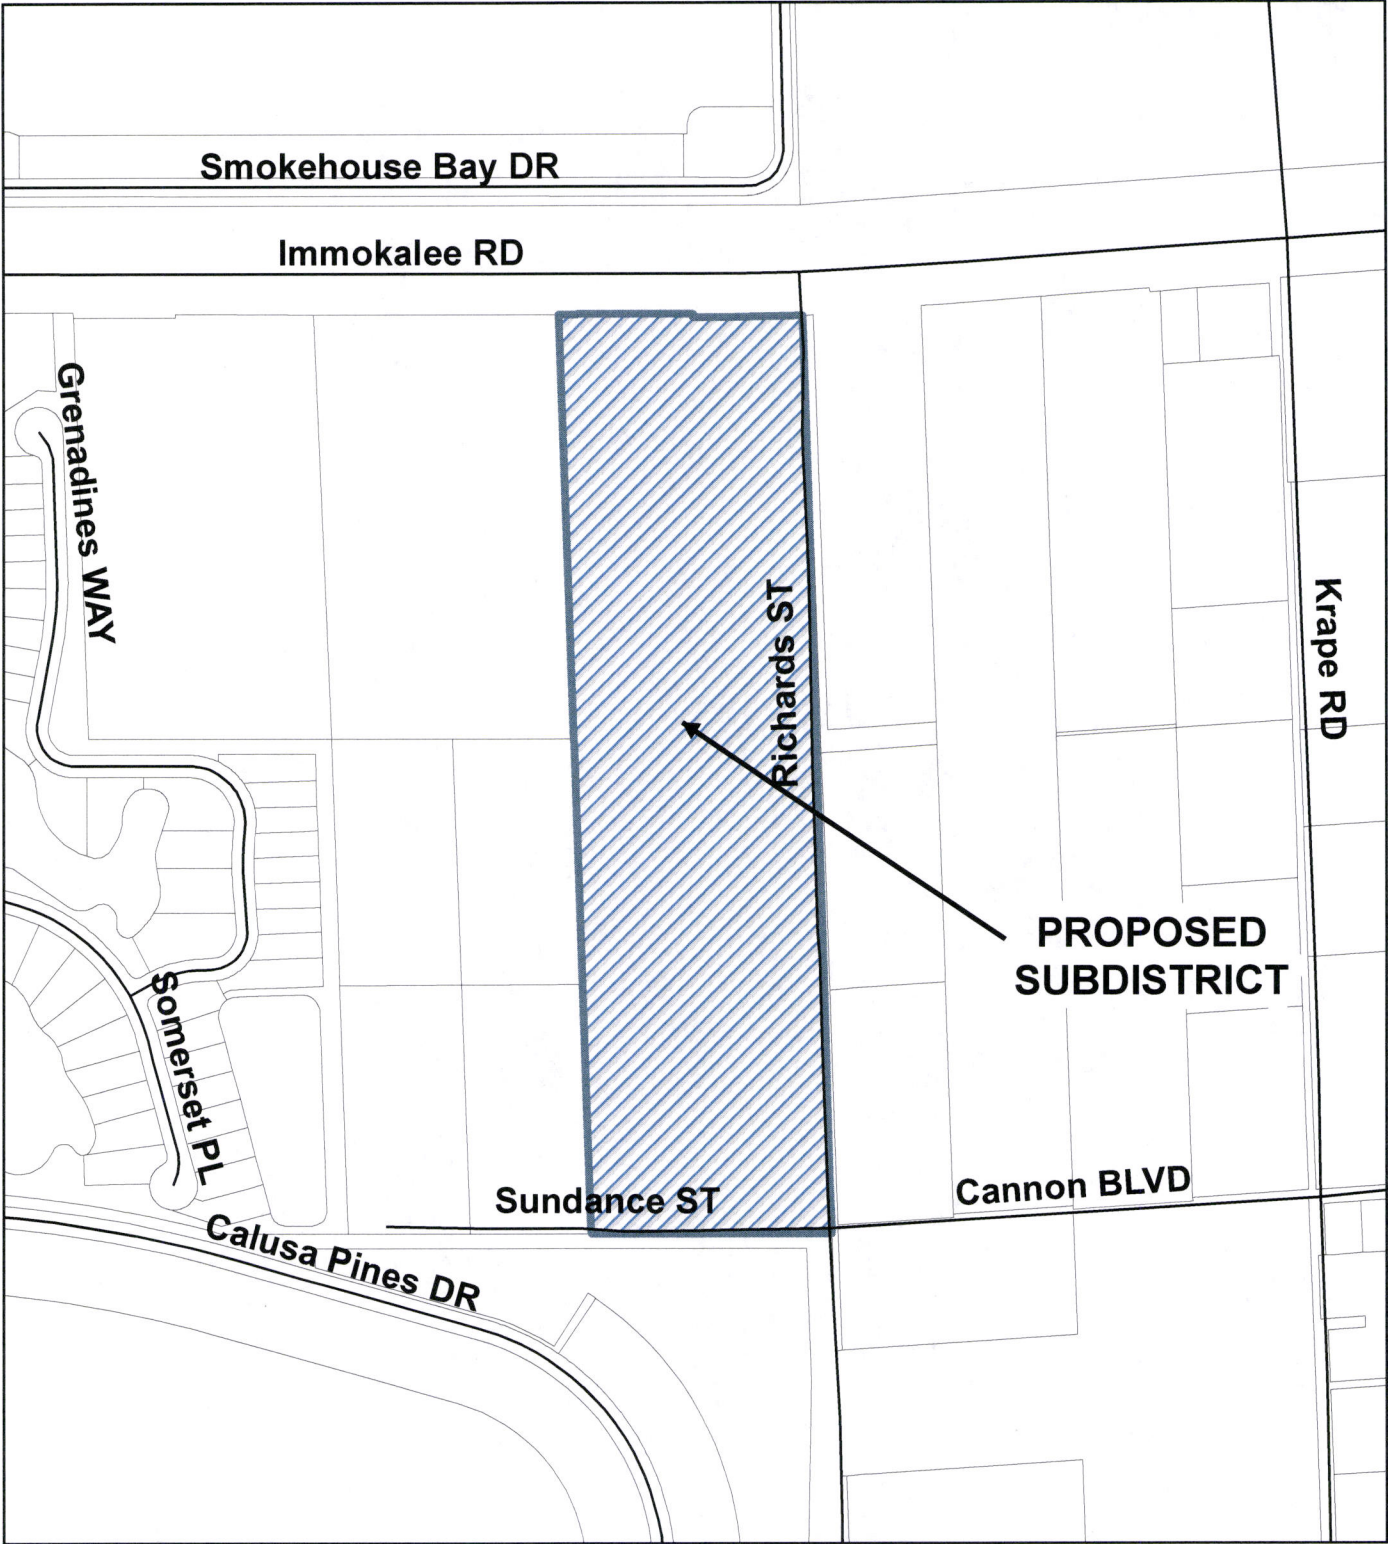 Smokehouse Bay DR
Immokalee RD
Grenadines WAY
Richards ST
Krape RD
PROPOSED
SUBDISTRICT
Somerset PL
Sundance ST
Cannon BLVD
Calusa Pines DR